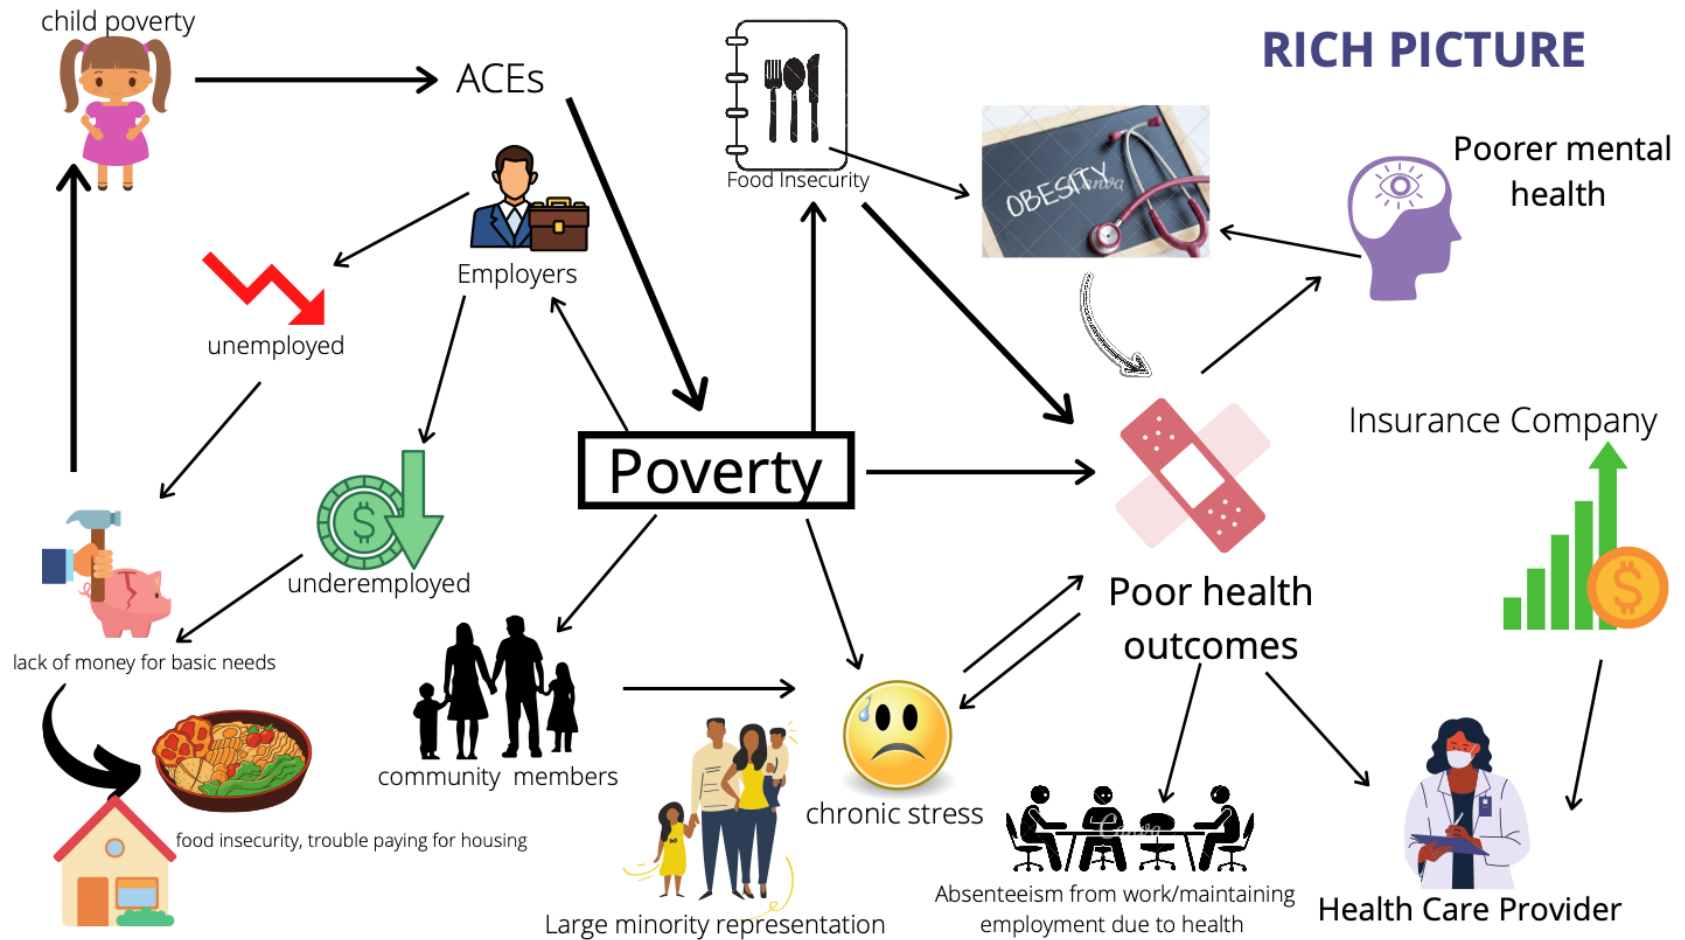 child poverty
RICH PICTURE
ACEs
OBESITY
Poorer mental
health
Food Insecurity
Employers
unemployed
Insurance Company
Poverty
$
$
underemployed
Poor health
outcomes
lack of money for basic needs
community members
chronic stress
Canva
food insecurity, trouble paying for housing
Absenteeism from work/maintaining
employment due to health
Large minority representation
Health Care Provider